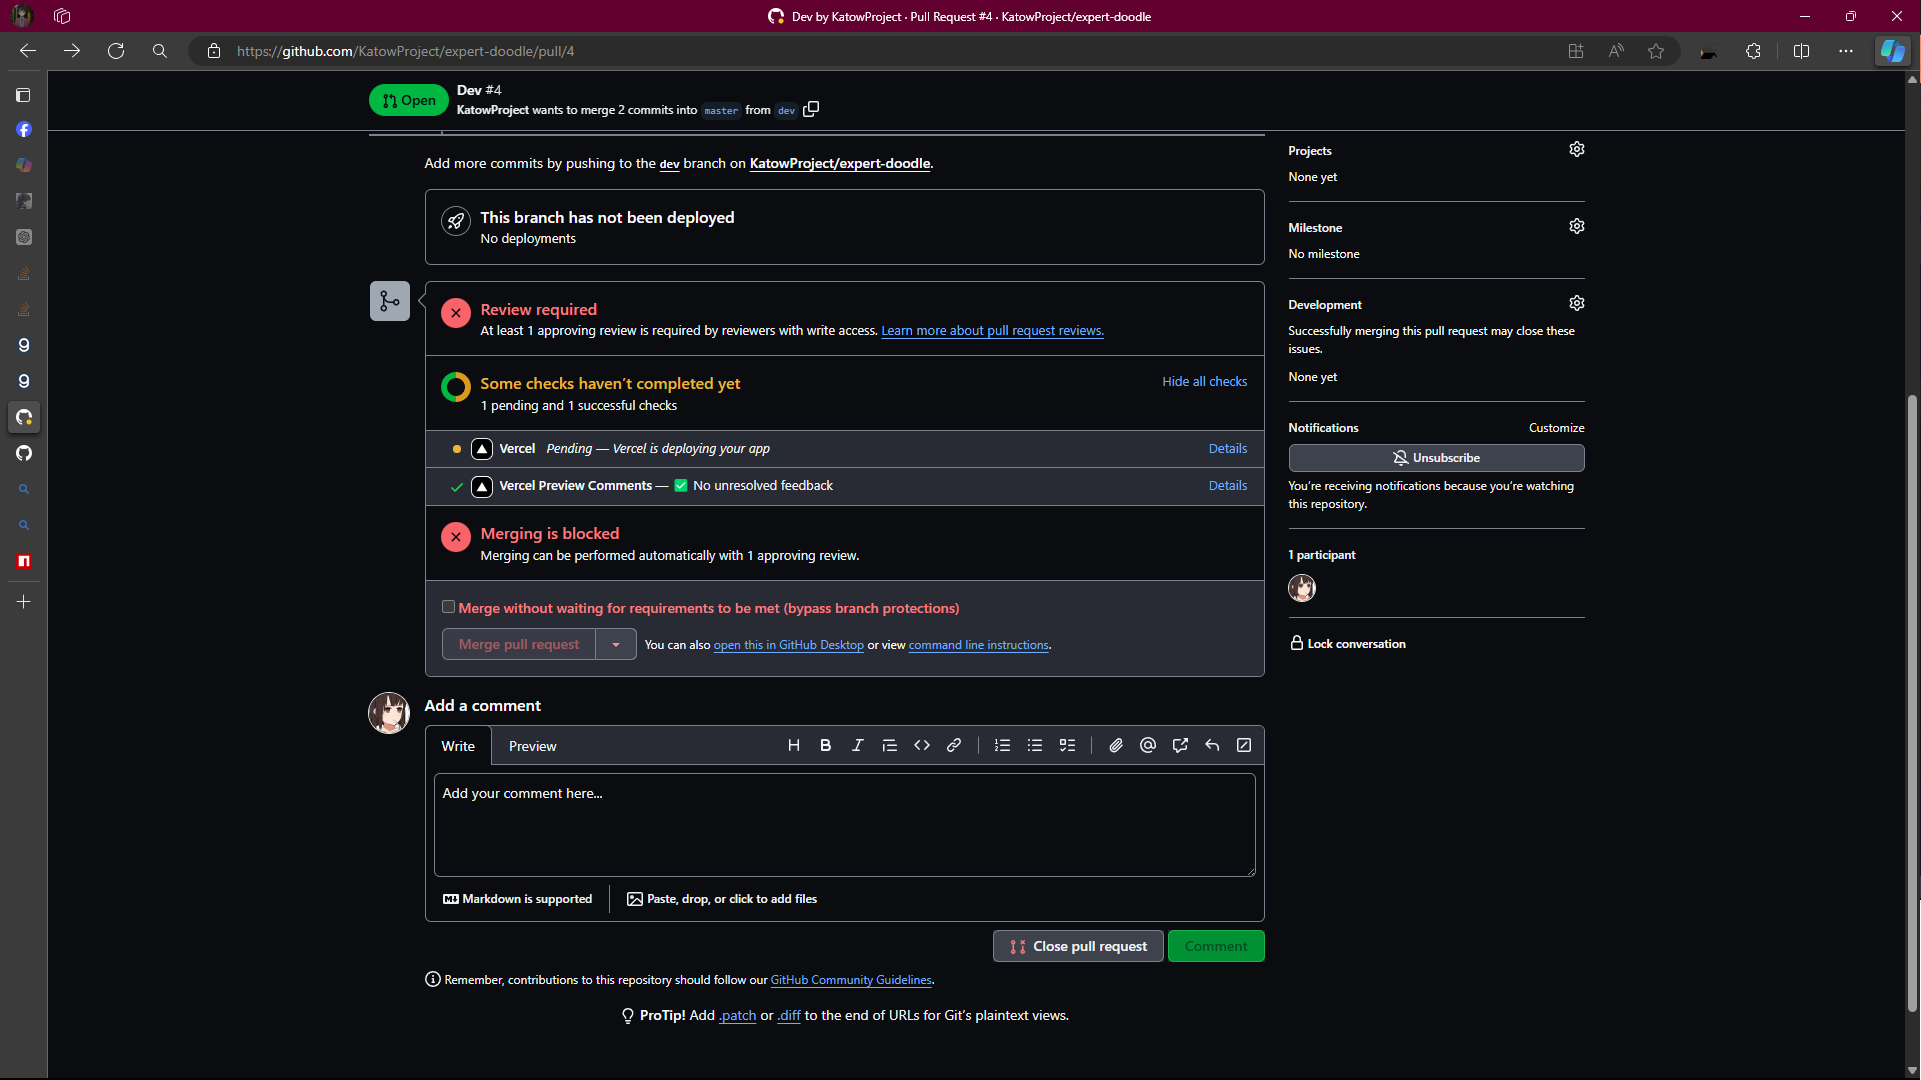 Dev by KatowProject · Pull Request #4 · KatowProject/expert-doodle
https://github.com/KatowProject/expert-doodle/pull/4
Open
Dev #4
KatowProject wants to merge 2 commits into master from dev
Add more commits by pushing to the dev branch on KatowProject/expert-doodle.
This branch has not been deployed
No deployments
Review required
At least 1 approving review is required by reviewers with write access. Learn more about pull request reviews.
Some checks haven't completed yet
Hide all checks
1 pending and 1 successful checks
Vercel Pending — Vercel is deploying your app
Details
Vercel Preview Comments — ✅ No unresolved feedback
Details
Merging is blocked
Merging can be performed automatically with 1 approving review.
Merge without waiting for requirements to be met (bypass branch protections)
Merge pull request
You can also open this in GitHub Desktop or view command line instructions.
Add a comment
Write
Preview
Add your comment here...
Markdown is supported
Paste, drop, or click to add files
Close pull request
Comment
Remember, contributions to this repository should follow our GitHub Community Guidelines.
ProTip! Add .patch or .diff to the end of URLs for Git's plaintext views.
Projects
None yet
Milestone
No milestone
Development
Successfully merging this pull request may close these
issues.
None yet
Notifications
Customize
Unsubscribe
You're receiving notifications because you're watching
this repository.
1 participant
Lock conversation